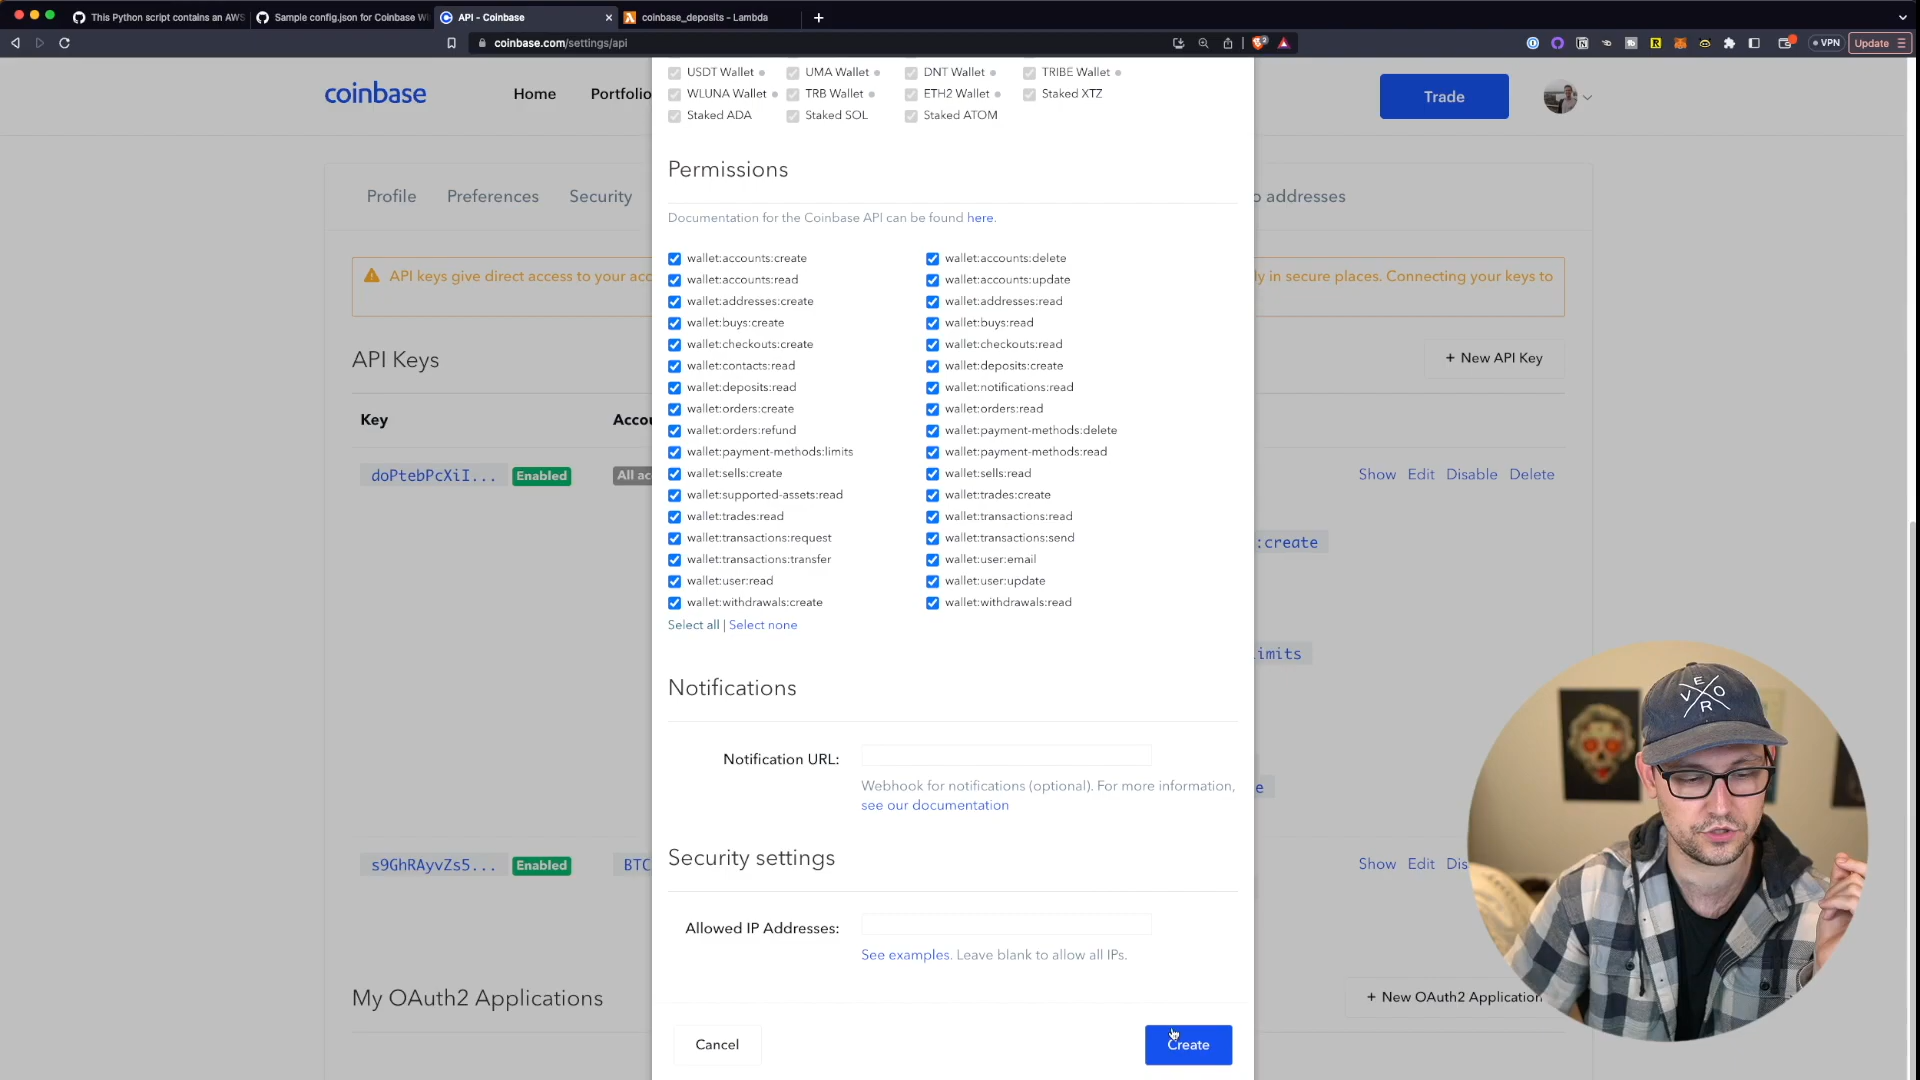 This Python script contains an AWS
Sample config.json for Coinbase W
API - Coinbase
coinbase_deposits - Lambda
coinbase.com/settings/api
VPN
Update
coinbase
Home
Portfolio
Trade
USDT Wallet
UMA Wallet
DNT Wallet
TRIBE Wallet
WLUNA Wallet
TRB Wallet
ETH2 Wallet
Staked XTZ
Staked ADA
Staked SOL
Staked ATOM
Permissions
Documentation for the Coinbase API can be found here.
Profile
Preferences
Security
addresses
API keys give direct access to your
ly in secure places. Connecting your keys to
API Keys
+ New API Key
Key
Accou
doPtebPcXiI...
Enabled
All ac
Show
Edit
Disable
Delete
:create
imits
e
s9GhRAyvZs5...
Enabled
BTC
Show
Edit
Dis
wallet:accounts:create
wallet:accounts:delete
wallet:accounts:read
wallet:accounts:update
wallet:addresses:create
wallet:addresses:read
wallet:buys:create
wallet:buys:read
wallet:checkouts:create
wallet:checkouts:read
wallet:contacts:read
wallet:deposits:create
wallet:deposits:read
wallet:notifications:read
wallet:orders:create
wallet:orders:read
wallet:orders:refund
wallet:payment-methods:delete
wallet:payment-methods:limits
wallet:payment-methods:read
wallet:sells:create
wallet:sells:read
wallet:supported-assets:read
wallet:trades:create
wallet:trades:read
wallet:transactions:read
wallet:transactions:request
wallet:transactions:send
wallet:transactions:transfer
wallet:user:email
wallet:user:read
wallet:user:update
wallet:withdrawals:create
wallet:withdrawals:read
Select all | Select none
Notifications
Notification URL:
Webhook for notifications (optional). For more information,
see our documentation
Security settings
Allowed IP Addresses:
See examples. Leave blank to allow all IPs.
My OAuth2 Applications
+ New OAuth2 Application
Cancel
Create
V E O R